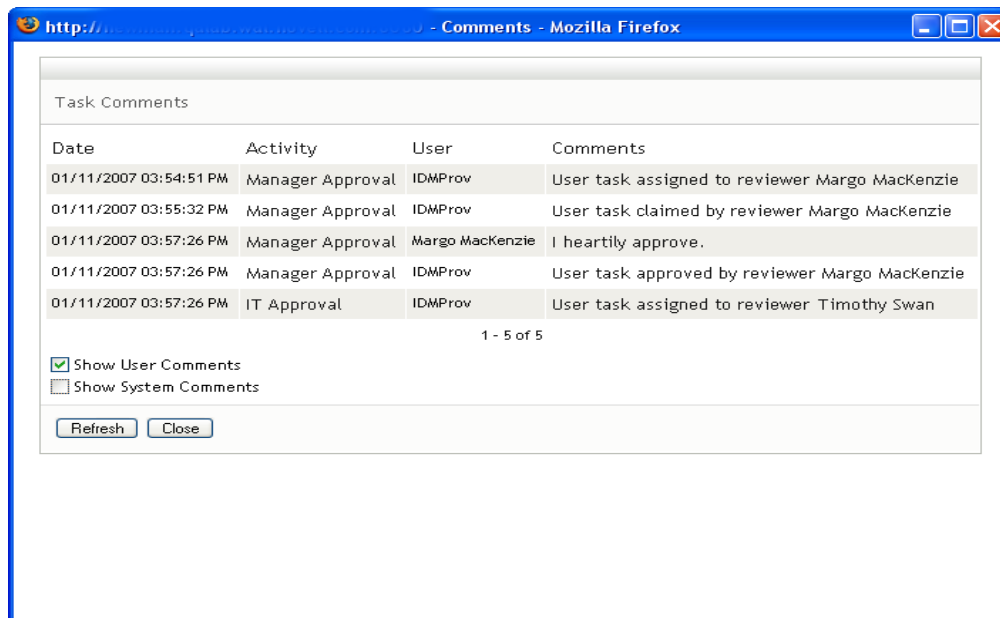 http:// - Comments - Mozilla Firefox
Task Comments
Date Activity User Comments
01/11/2007 03:54:51 PM Manager Approval IDMProv User task assigned to reviewer Margo MacKenzie
01/11/2007 03:55:32 PM Manager Approval IDMProv User task claimed by reviewer Margo MacKenzie
01/11/2007 03:57:26 PM Manager Approval Margo MacKenzie I heartily approve.
01/11/2007 03:57:26 PM Manager Approval IDMProv User task approved by reviewer Margo MacKenzie
01/11/2007 03:57:26 PM IT Approval IDMProv User task assigned to reviewer Timothy Swan
1 - 5 of 5
Show User Comments
Show System Comments
Refresh Close